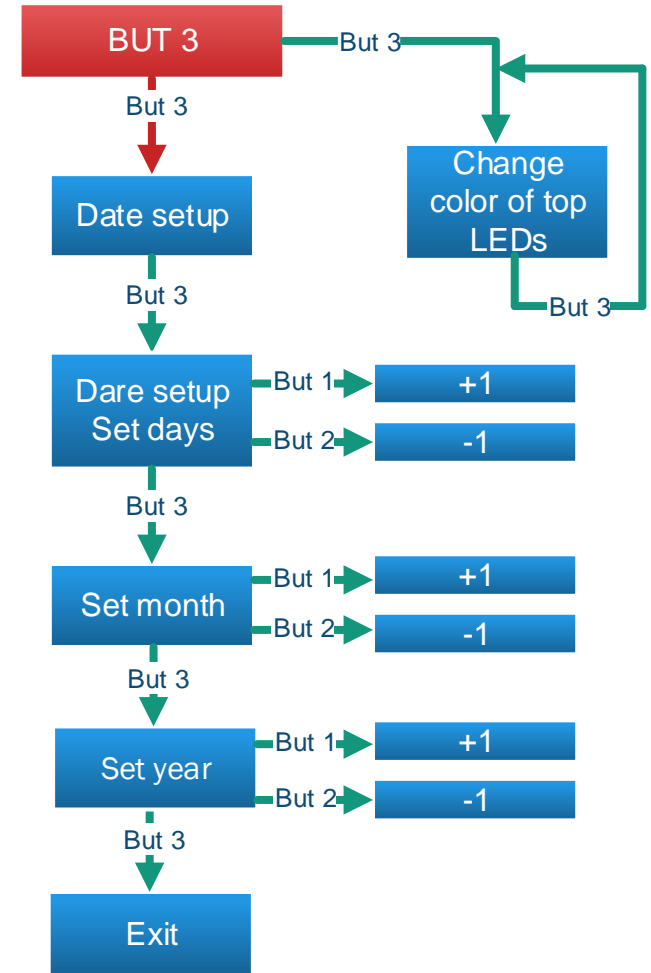 BUT 3
But 3
But 3
Change
color of top
LEDs
Date setup
But 3
But 3
Dare setup
Set days
But 1
+1
But 2
-1
But 3
Set month
But 1
+1
But 2
-1
But 3
Set year
But 1
+1
But 2
-1
But 3
Exit